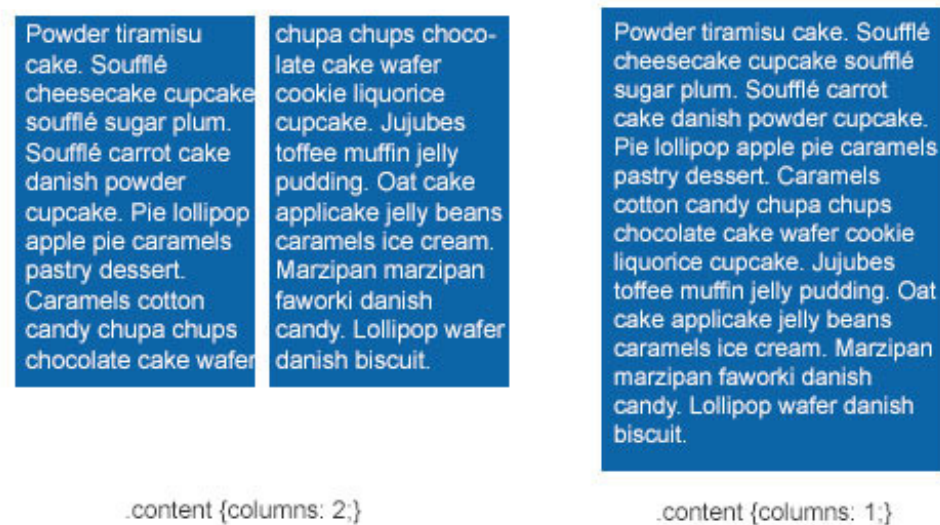 Powder tiramisu
cake. Soufflé
cheesecake cupcake
soufflé sugar plum.
Soufflé carrot cake
danish powder
cupcake. Pie lollipop
apple pie caramels
pastry dessert.
Caramels cotton
candy chupa chups
chocolate cake wafer
chupa chups choco-
late cake wafer
cookie liquorice
cupcake. Jujubes
toffee muffin jelly
pudding. Oat cake
applicake jelly beans
caramels ice cream.
Marzipan marzipan
faworki danish
candy. Lollipop wafer
danish biscuit.
.content {columns: 2;}
Powder tiramisu cake. Soufflé
cheesecake cupcake soufflé
sugar plum. Soufflé carrot
cake danish powder cupcake.
Pie lollipop apple pie caramels
pastry dessert. Caramels
cotton candy chupa chups
chocolate cake wafer cookie
liquorice cupcake. Jujubes
toffee muffin jelly pudding. Oat
cake applicake jelly beans
caramels ice cream. Marzipan
marzipan faworki danish
candy. Lollipop wafer danish
biscuit.
.content {columns: 1;}